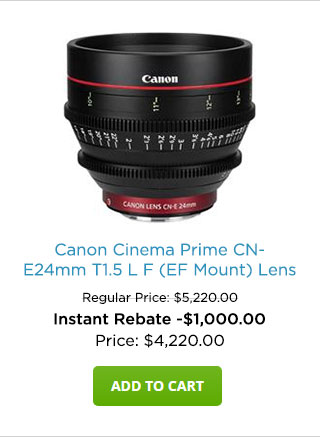 Canon
CANON LENS CN-E 24mm
Canon Cinema Prime CN-
E24mm T1.5 L F (EF Mount) Lens
Regular Price: $5,220.00
Instant Rebate -$1,000.00
Price: $4,220.00
ADD TO CART